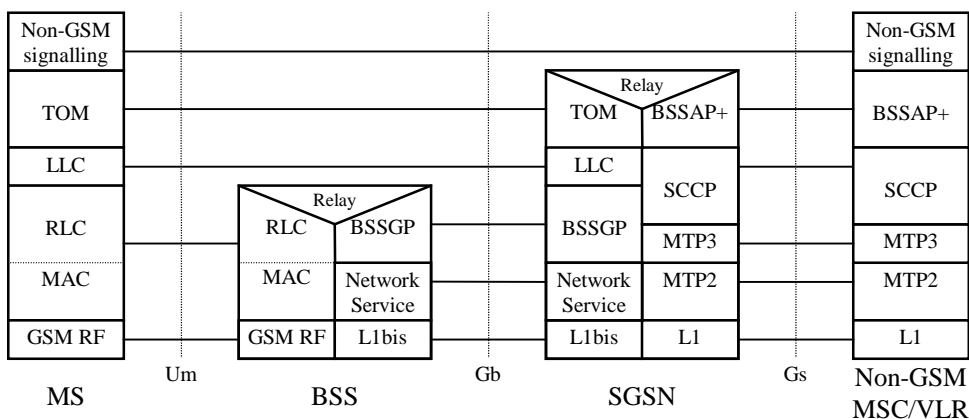 Non-GSM
signalling
Non-GSM
signalling
Relay
TOM
TOM
BSSAP+
BSSAP+
LLC
LLC
SCCP
SCCP
Relay
RLC
RLC
BSSGP
BSSGP
MTP3
MTP3
MAC
MAC
Network
Service
Network
Service
MTP2
MTP2
GSM RF
GSM RF
L1bis
L1bis
L1
L1
Um
Gb
Gs
MS
BSS
SGSN
Non-GSM
MSC/VLR